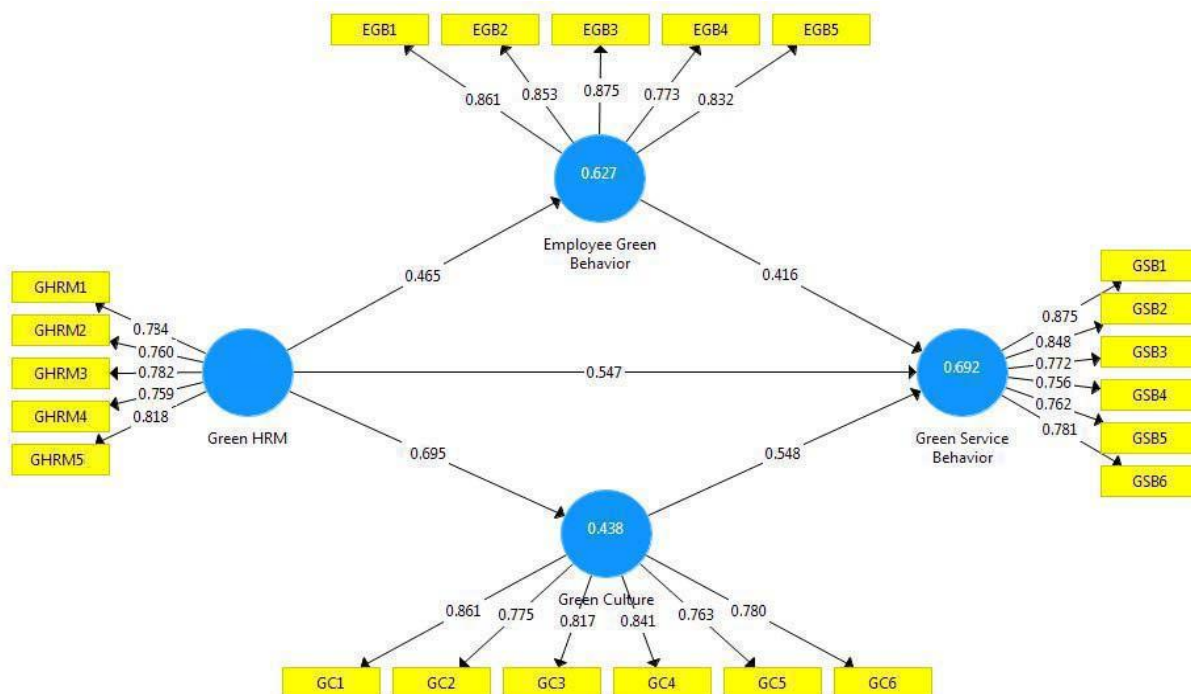 EGB1 EGB2 EGB3 EGB4 EGB5
0.861 0.853 0.875 0.773 0.832
0.627
Employee Green
Behavior
0.465
0.416
GHRM1
GHRM2
GHRM3
GHRM4
GHRM5
0.784
0.760
0.782
0.759
0.818
Green HRM
0.547
0.695
0.548
GSB1
GSB2
GSB3
GSB4
GSB5
GSB6
0.875
0.848
0.772
0.756
0.762
0.781
0.692
Green Service
Behavior
0.438
Green Culture
0.861 0.775 0.817 0.841 0.763 0.780
GC1 GC2 GC3 GC4 GC5 GC6